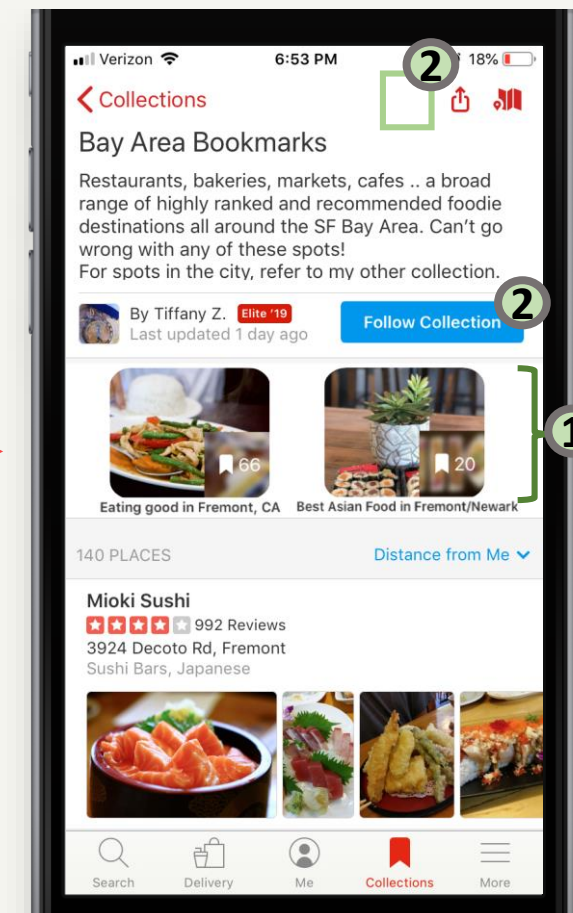 Verizon 6:53 PM 18%
2
Collections
Bay Area Bookmarks
Restaurants, bakeries, markets, cafes .. a broad
range of highly ranked and recommended foodie
destinations all around the SF Bay Area. Can't go
wrong with any of these spots!
For spots in the city, refer to my other collection.
By Tiffany Z. Elite '19
Last updated 1 day ago
Follow Collection
2
66
20
1
Eating good in Fremont, CA
Best Asian Food in Fremont/Newark
140 PLACES
Distance from Me
Mioki Sushi
992 Reviews
3924 Decoto Rd, Fremont
Sushi Bars, Japanese
Search Delivery Me Collections More